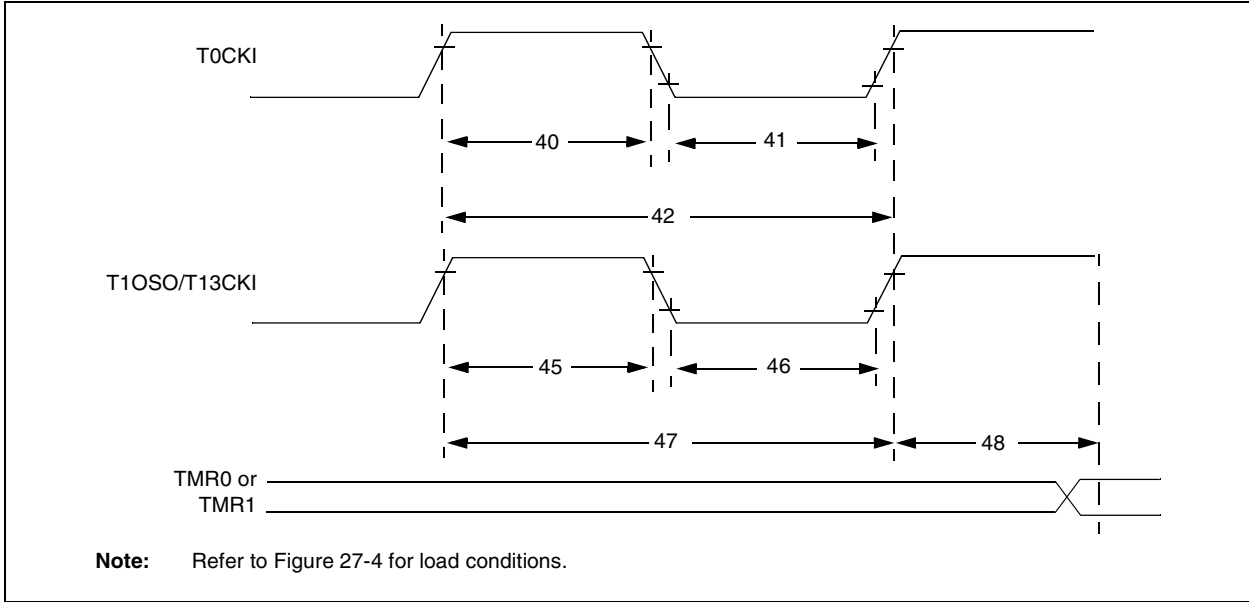 T0CKI
40
41
42
T1OSO/T13CKI
45
46
47
48
TMR0 or
TMR1
Note: Refer to Figure 27-4 for load conditions.